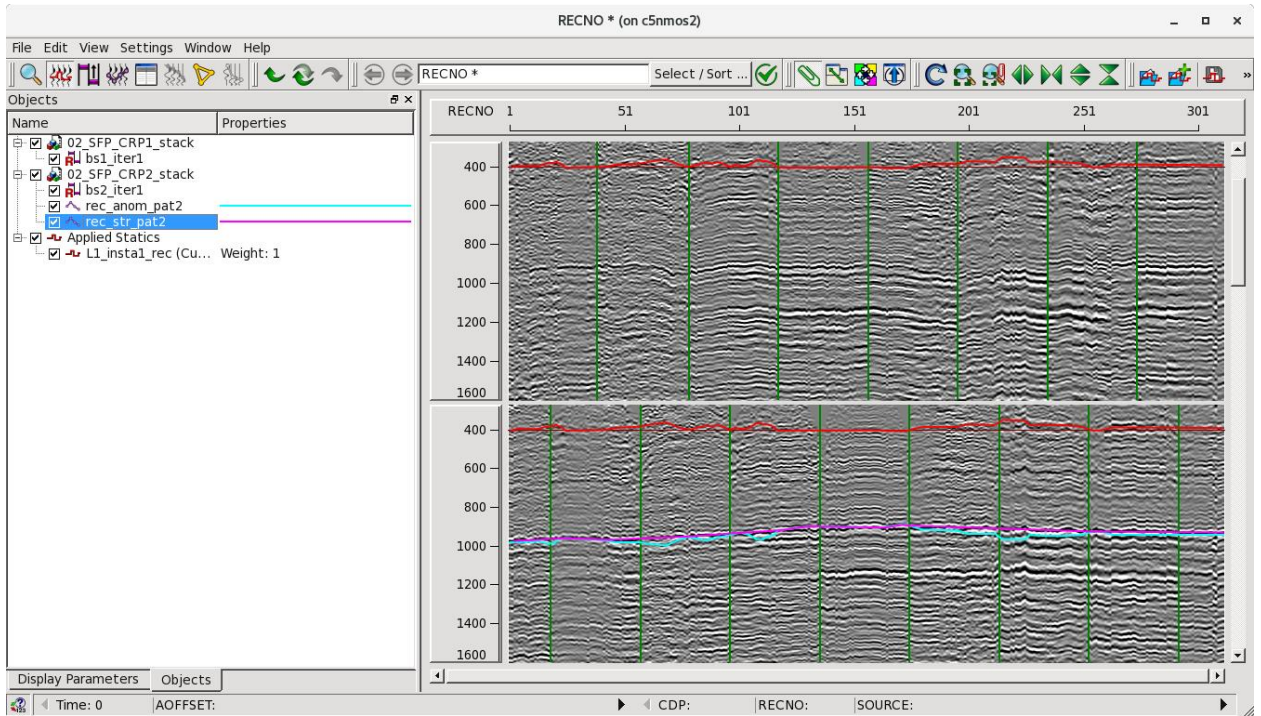 RECNO * (on c5nmos2)
File Edit View Settings Window Help
RECNO * Select / Sort ... »
Objects
Name Properties
02_SFP_CRP1_stack
bs1_iter1
02_SFP_CRP2_stack
bs2_iter1
rec_anom_pat2
rec_str_pat2
Applied Statics
L1_insta1_rec (Cu... Weight: 1
RECNO 1 51 101 151 201 251 301
400
600
800
1000
1200
1400
1600
400
600
800
1000
1200
1400
1600
Display Parameters Objects
Time: 0 AOFFSET: CDP: RECNO: SOURCE: